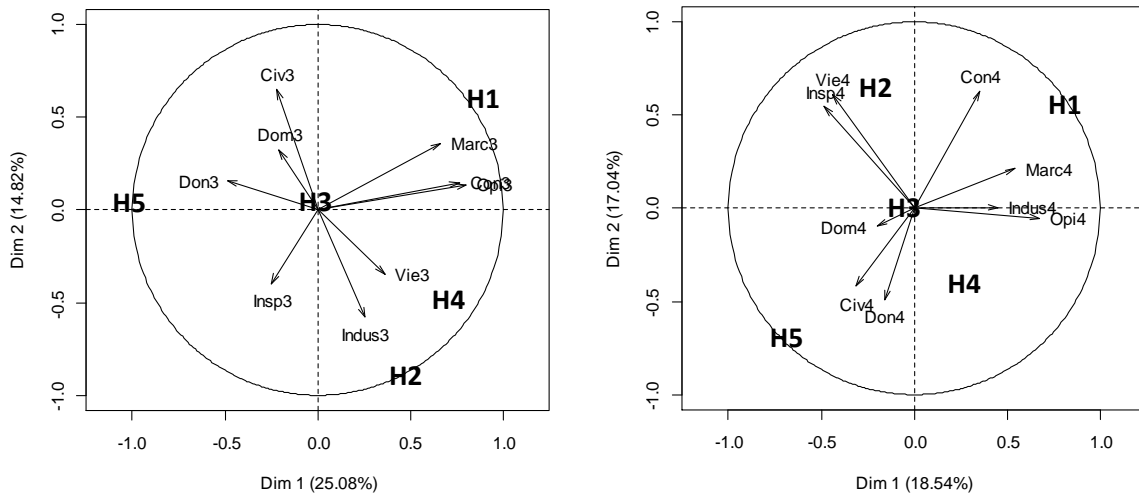 1.0
0.5
0.0
-0.5
-1.0
Dim 2 (14.82%)
Civ3
H1
Dom3
Marc3
Don3
Con3
Opi3
H5
H3
Vie3
Insp3
H4
Indus3
H2
-1.0 -0.5 0.0 0.5 1.0
Dim 1 (25.08%)
1.0
0.5
0.0
-0.5
-1.0
Dim 2 (17.04%)
Vie4
Insp4
H2
Con4
H1
Marc4
H3
Indus4
Opi4
Dom4
Civ4
Don4
H4
H5
-1.0 -0.5 0.0 0.5 1.0
Dim 1 (18.54%)